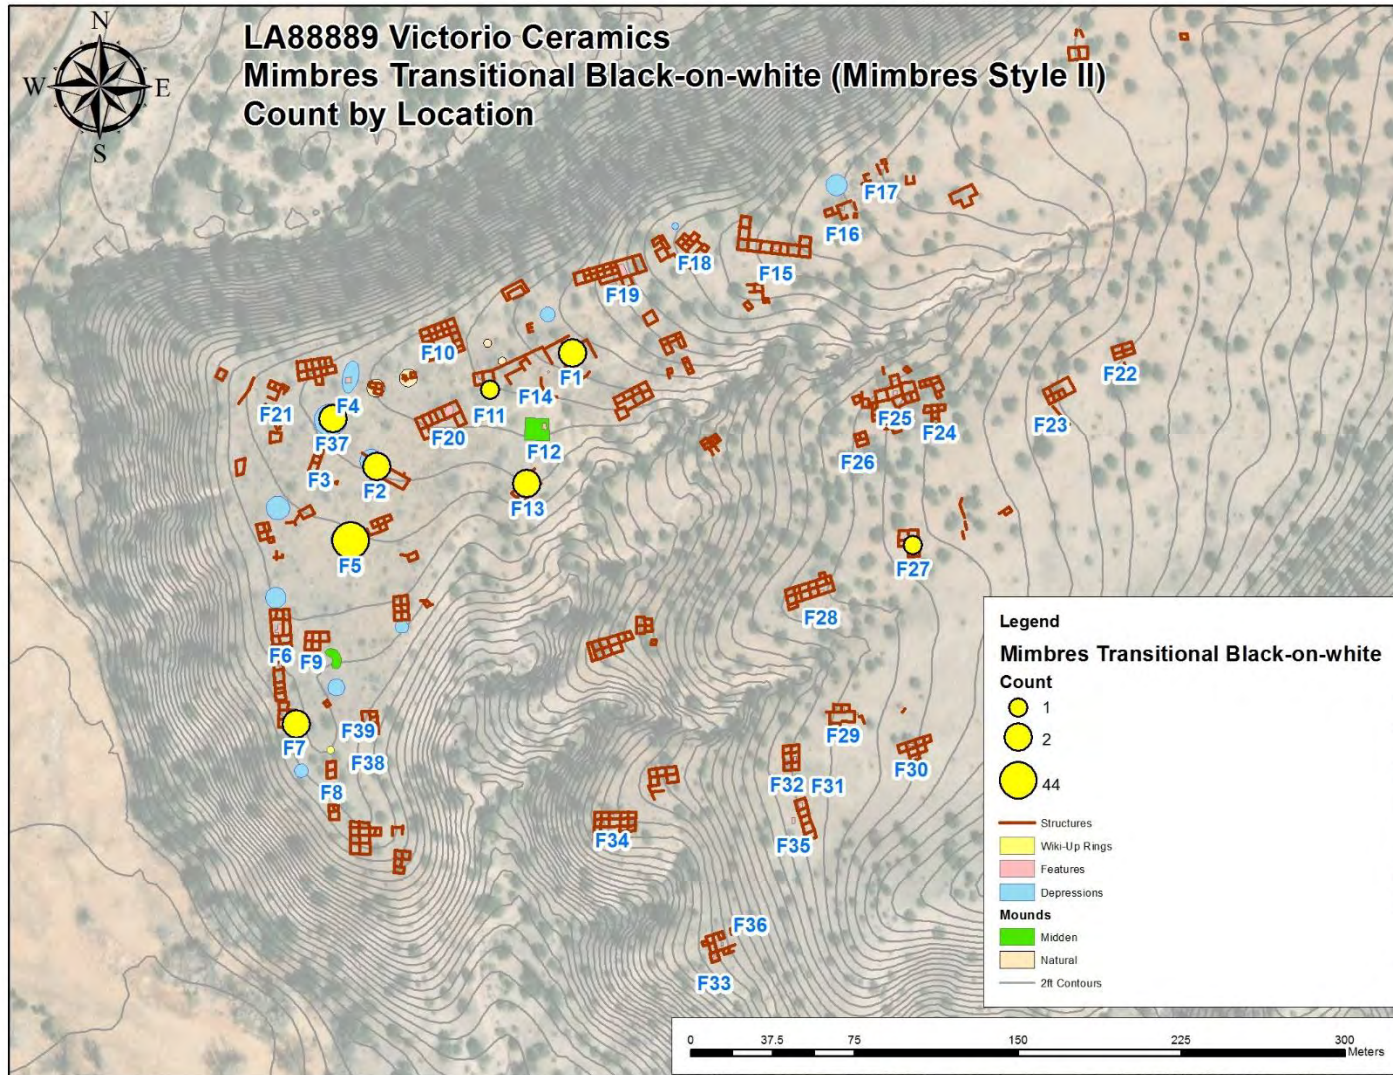 N
W E
S
LA88889 Victorio Ceramics
Mimbres Transitional Black-on-white (Mimbres Style II)
Count by Location
F17
F16
F18
F15
F19
F10
F1
F14
F11
F4
F21
F37
F20
F12
F3
F2
F13
F5
F22
F23
F25
F24
F26
F27
F28
F6
F9
F7
F39
F38
F8
F29
F30
F32
F31
F34
F35
F36
F33
Legend
Mimbres Transitional Black-on-white
Count
1
2
44
Structures
Wiki-Up Rings
Features
Depressions
Mounds
Midden
Natural
2ft Contours
0 37.5 75 150 225 300
Meters